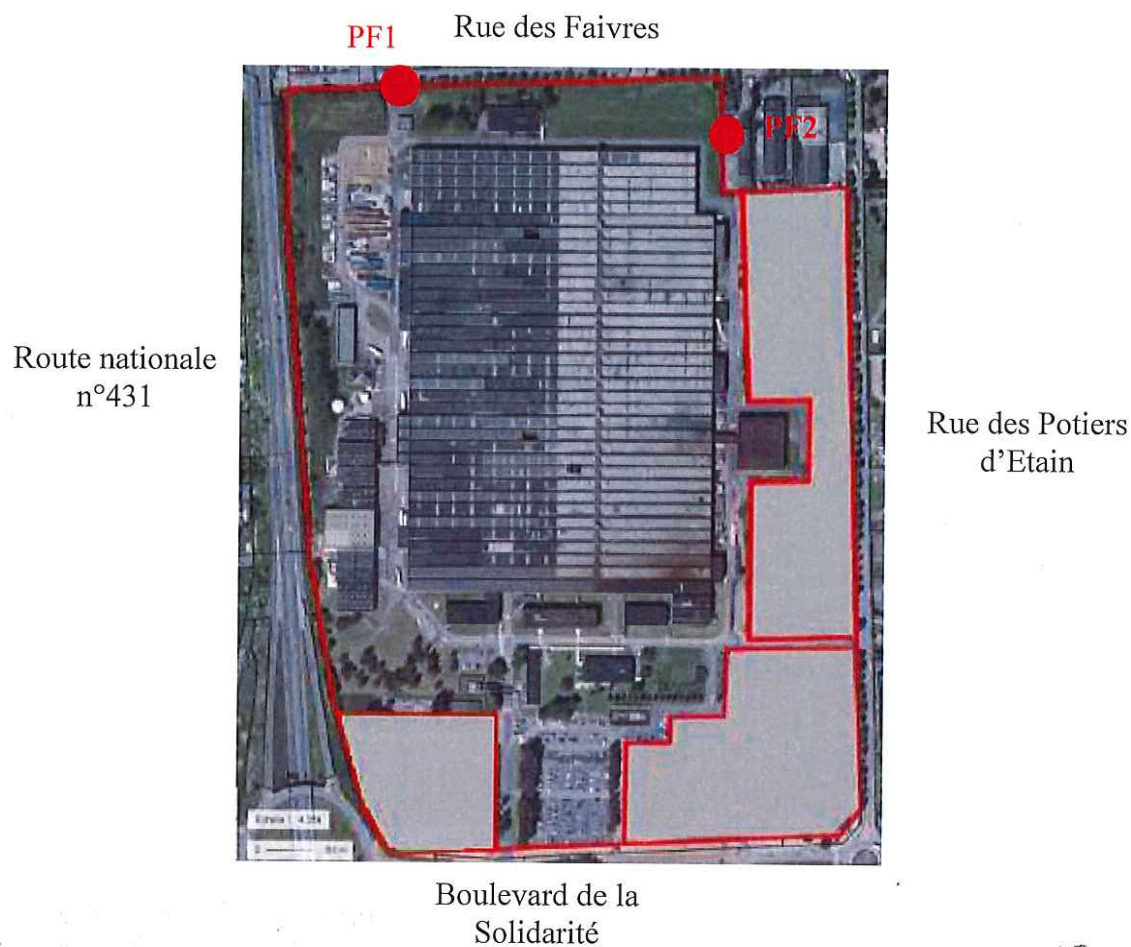 Rue des Faivres
PF1
PF2
Route nationale
n°431
Rue des Potiers
d'Etain
Boulevard de la
Solidarité